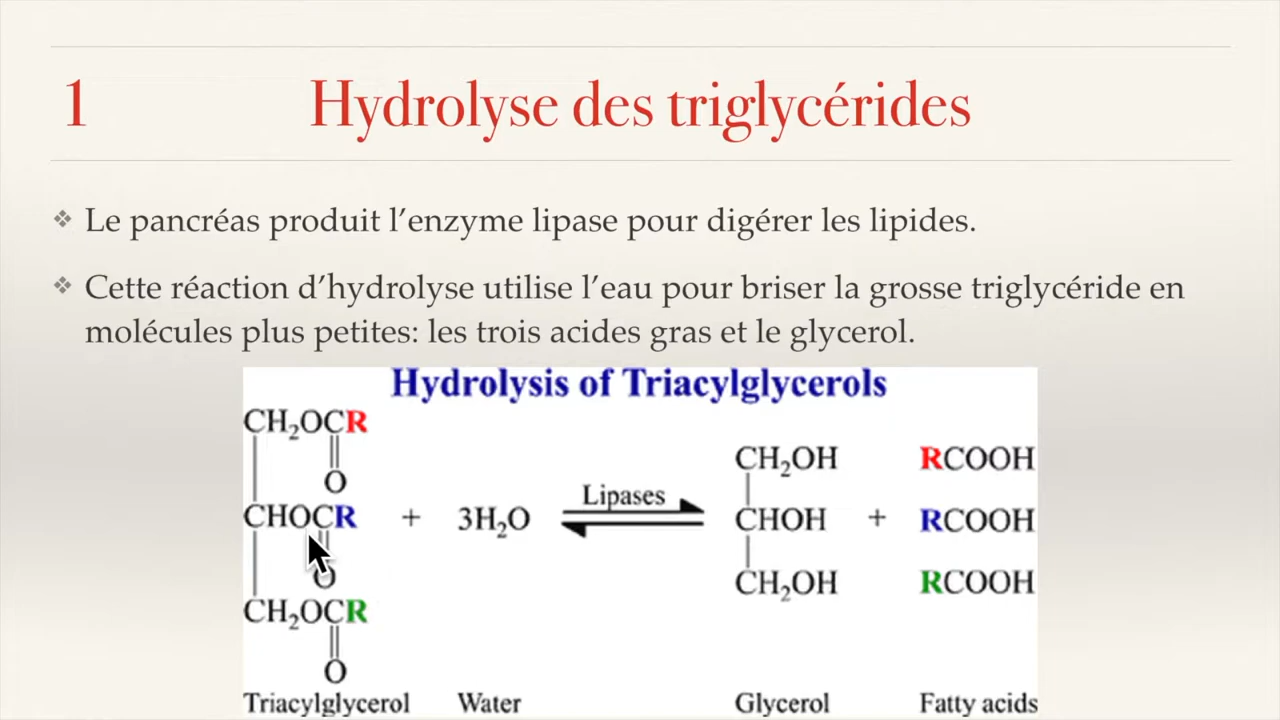 1 Hydrolyse des triglycérides
❖ Le pancréas produit l’enzyme lipase pour digérer les lipides.
❖ Cette réaction d’hydrolyse utilise l’eau pour briser la grosse triglycéride en
molécules plus petites: les trois acides gras et le glycerol.
Hydrolysis of Triacylglycerols
CH₂OCR
O
CHOCR + 3H₂O Lipases CHOH + RCOOH
O
CH₂OCR
O
CH₂OH RCOOH
CH₂OH RCOOH
Triacylglycerol Water Glycerol Fatty acids